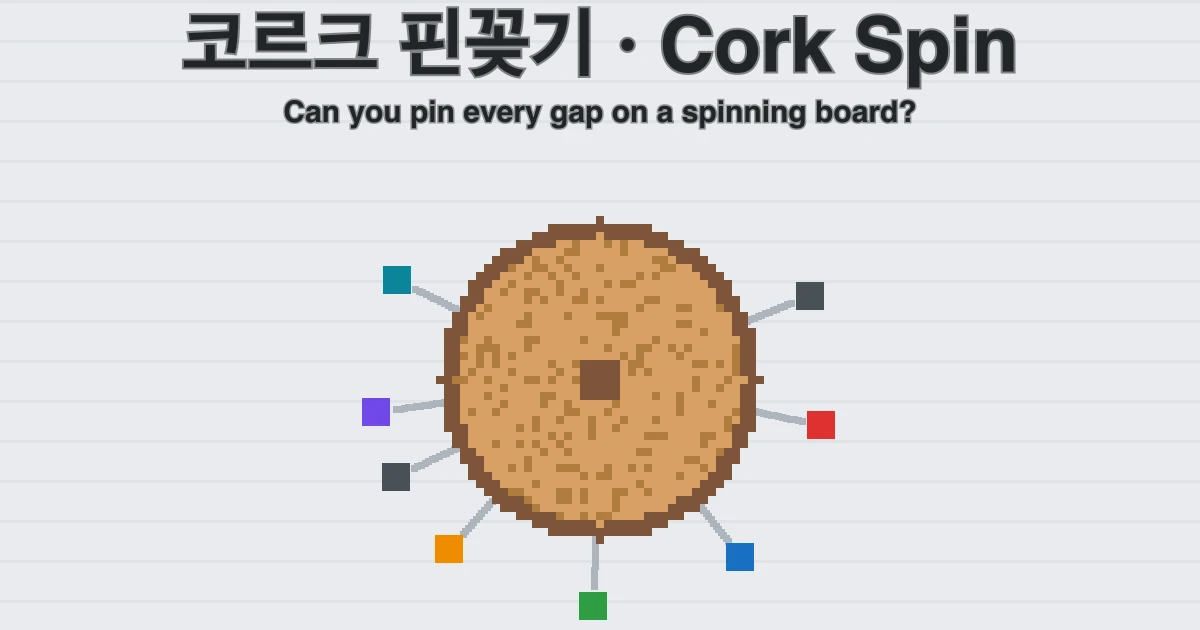 코르크 핀꽂기 · Cork Spin
Can you pin every gap on a spinning board?